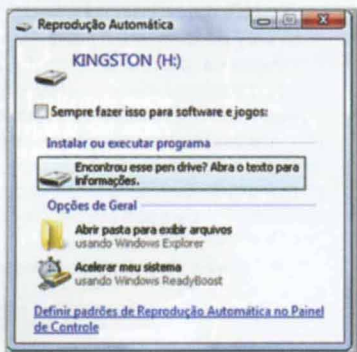 Reprodução Automática
KINGSTON (H:)
Sempre fazer isso para software e jogos:
Instalar ou executar programa
Encontrou esse pen drive? Abra o texto para
informações.
Opções de Geral
Abrir pasta para exibir arquivos
usando Windows Explorer
Acelerar meu sistema
usando Windows ReadyBoost
Definir padrões de Reprodução Automática no Painel
de Controle